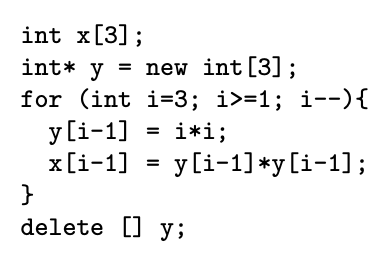 int x[3];
int* y = new int[3];
for (int i=3; i>=1; i--){
  y[i-1] = i*i;
  x[i-1] = y[i-1]*y[i-1];
}
delete [] y;